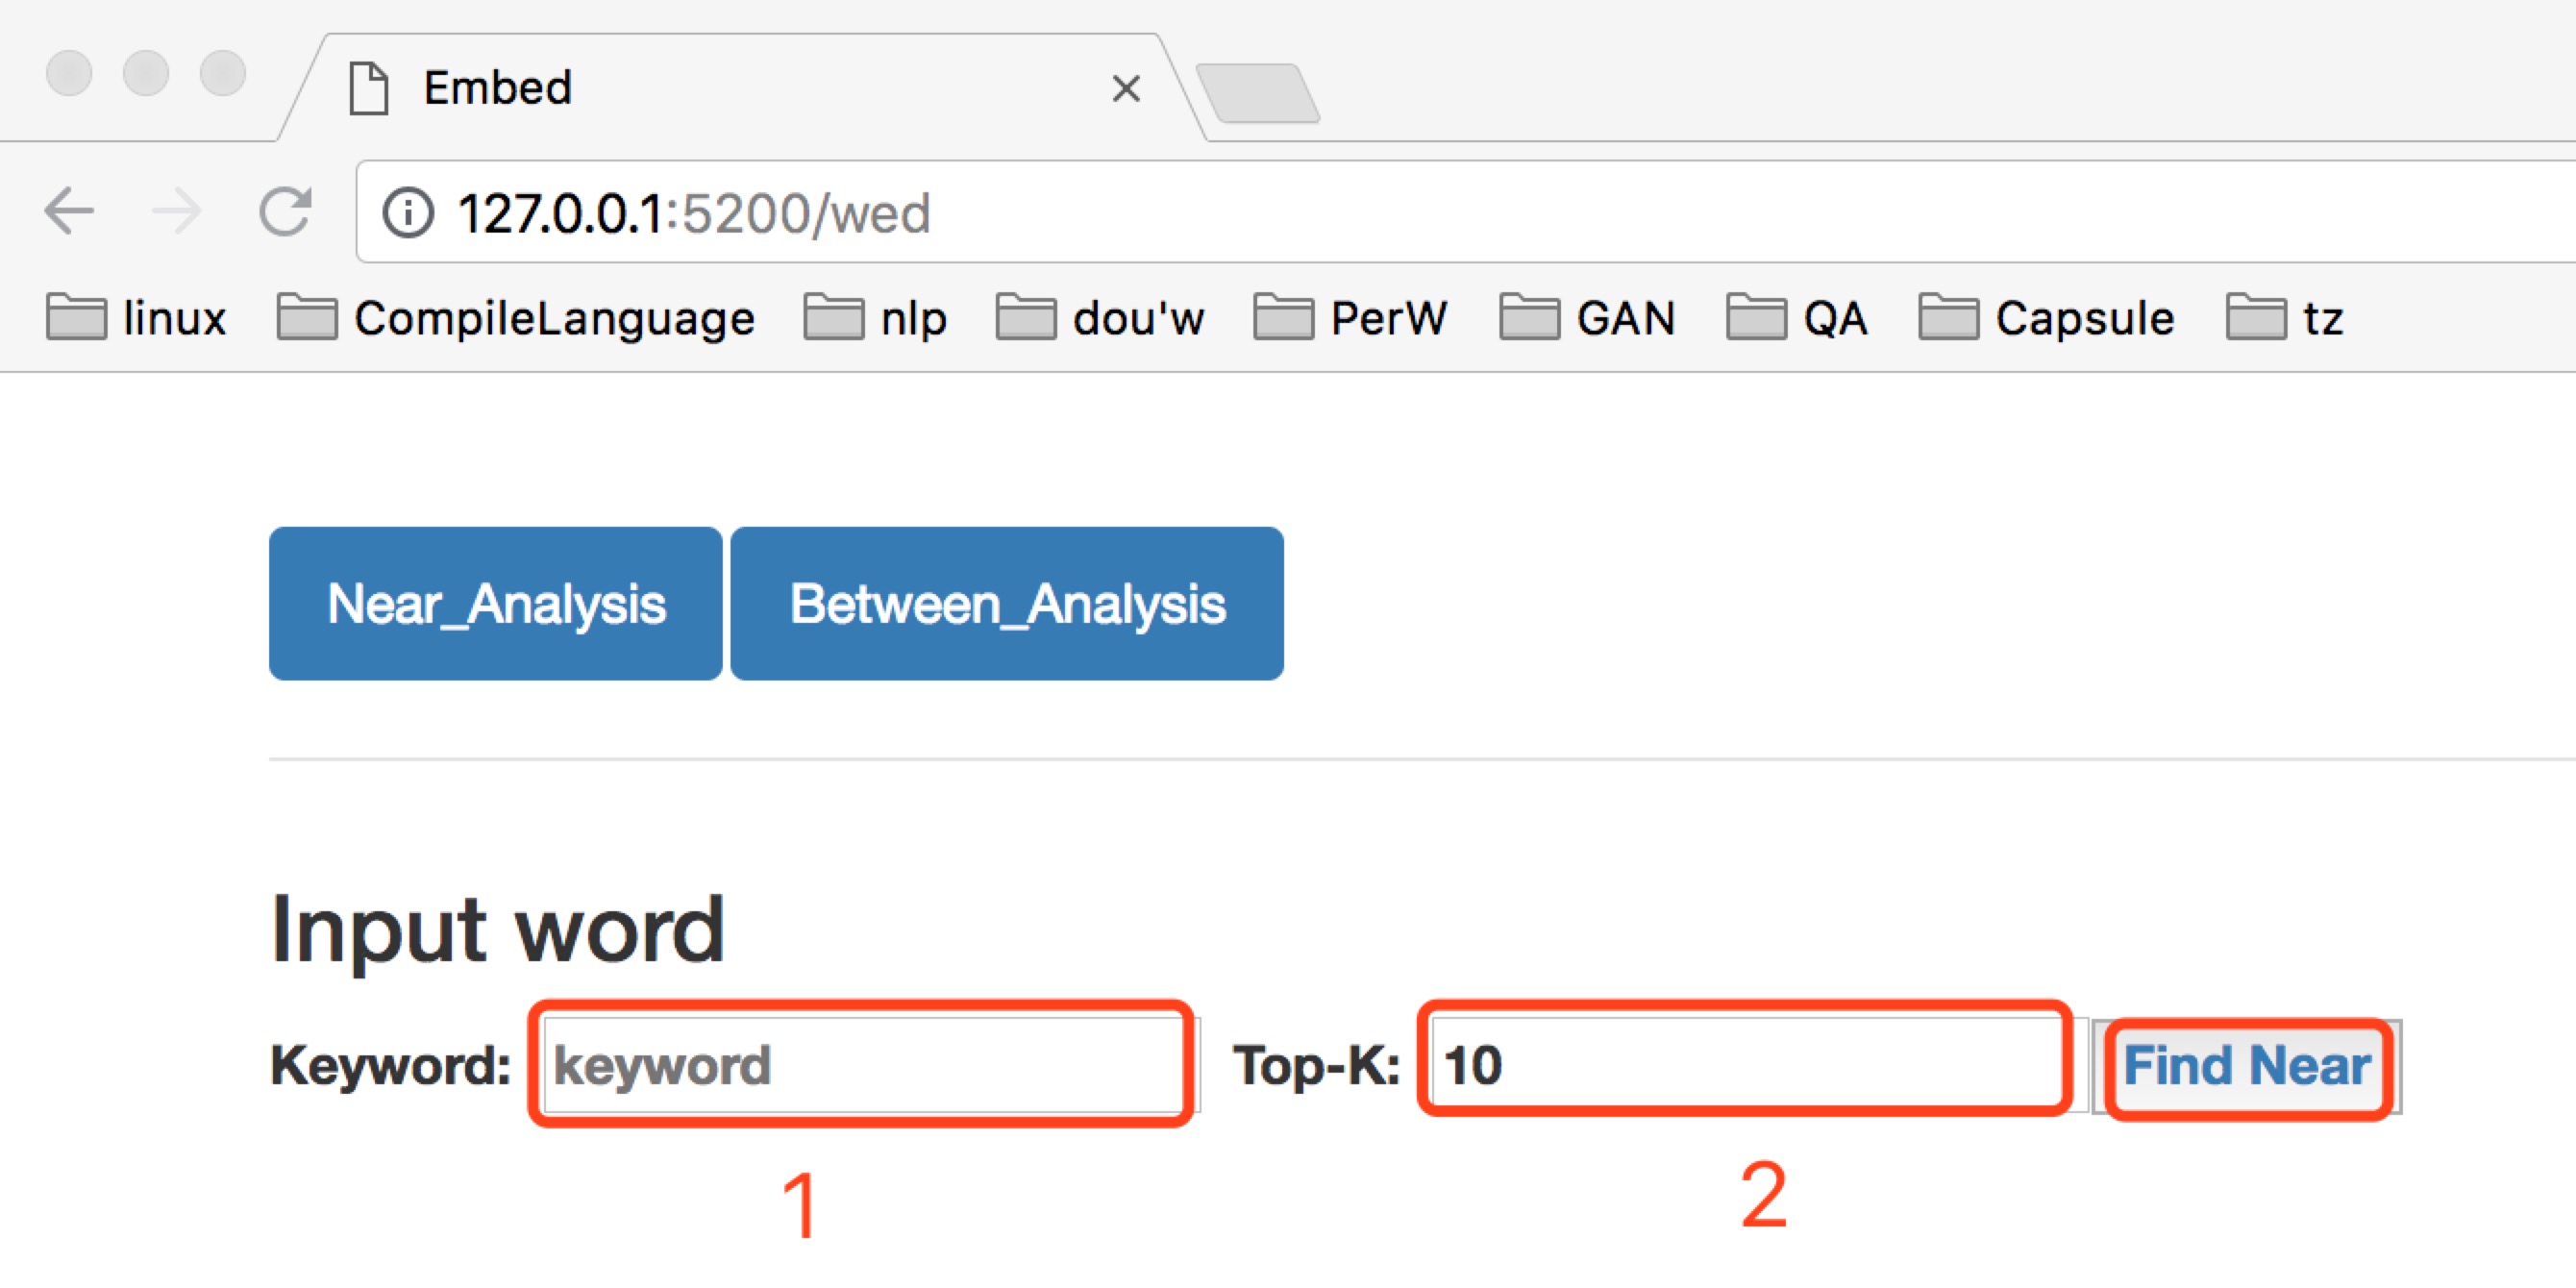 Embed
127.0.0.1:5200/wed
linux CompileLanguage nlp dou'w PerW GAN QA Capsule tz
Near_Analysis Between_Analysis
Input word
Keyword: keyword Top-K: 10 Find Near
1 2